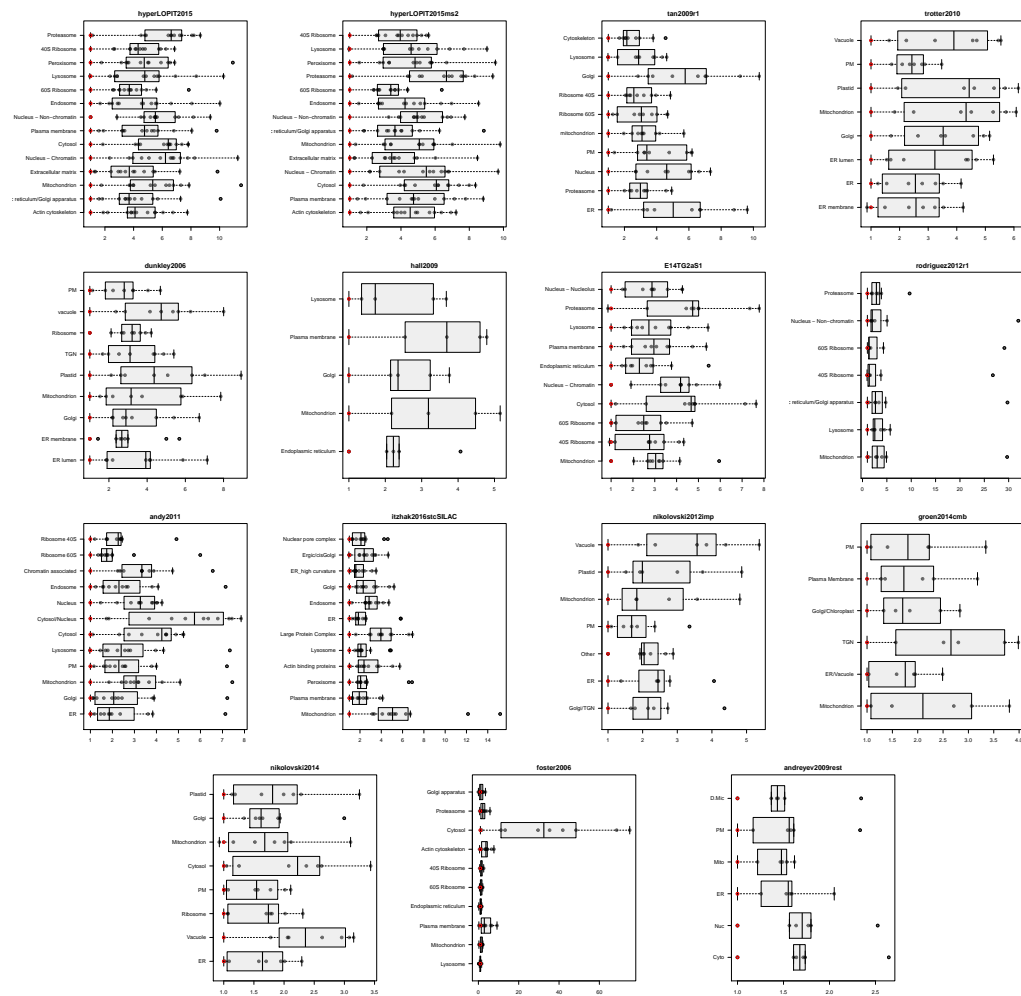 hyperLOPIT2015
Proteasome
40S Ribosome
Peroxisome
Lysosome
60S Ribosome
Endosome
Nucleus − Non−chromatin
Plasma membrane
Cytosol
Nucleus − Chromatin
Extracellular matrix
Mitochondrion
: reticulum/Golgi apparatus
Actin cytoskeleton
2 4 6 8 10
hyperLOPIT2015ms2
40S Ribosome
Lysosome
Peroxisome
Proteasome
60S Ribosome
Endosome
Nucleus − Non−chromatin
: reticulum/Golgi apparatus
Mitochondrion
Extracellular matrix
Nucleus − Chromatin
Cytosol
Plasma membrane
Actin cytoskeleton
2 4 6 8 10
tan2009r1
Cytoskeleton
Lysosome
Golgi
Ribosome 40S
Ribosome 60S
mitochondrion
PM
Nucleus
Proteasome
ER
2 4 6 8 10
trotter2010
Vacuole
PM
Plastid
Mitochondrion
Golgi
ER lumen
ER
ER membrane
1 2 3 4 5 6
dunkley2006
PM
vacuole
Ribosome
TGN
Plastid
Mitochondrion
Golgi
ER membrane
ER lumen
2 4 6 8
hall2009
Lysosome
Plasma membrane
Golgi
Mitochondrion
Endoplasmic reticulum
1 2 3 4 5
E14TG2aS1
Nucleus − Nucleolus
Proteasome
Lysosome
Plasma membrane
Endoplasmic reticulum
Nucleus − Chromatin
Cytosol
60S Ribosome
40S Ribosome
Mitochondrion
1 2 3 4 5 6 7 8
rodriguez2012r1
Proteasome
Nucleus − Non−chromatin
60S Ribosome
40S Ribosome
: reticulum/Golgi apparatus
Lysosome
Mitochondrion
0 5 10 15 20 25 30
andy2011
Ribosome 40S
Ribosome 60S
Chromatin associated
Endosome
Nucleus
Cytosol/Nucleus
Cytosol
Lysosome
PM
Mitochondrion
Golgi
ER
1 2 3 4 5 6 7 8
itzhak2016stcSILAC
Nuclear pore complex
Ergic/cisGolgi
ER_high curvature
Golgi
Endosome
ER
Large Protein Complex
Lysosome
Actin binding proteins
Peroxisome
Plasma membrane
Mitochondrion
2 4 6 8 10 12 14
nikolovski2012imp
Vacuole
Plastid
Mitochondrion
PM
Other
ER
Golgi/TGN
1 2 3 4 5
groen2014cmb
PM
Plasma Membrane
Golgi/Chloroplast
TGN
ER/Vacuole
Mitochondrion
1.0 1.5 2.0 2.5 3.0 3.5 4.0
nikolovski2014
Plastid
Golgi
Mitochondrion
Cytosol
PM
Ribosome
Vacuole
ER
1.0 1.5 2.0 2.5 3.0 3.5
foster2006
Golgi apparatus
Proteasome
Cytosol
Actin cytoskeleton
40S Ribosome
60S Ribosome
Endoplasmic reticulum
Plasma membrane
Mitochondrion
Lysosome
0 20 40 60
andreyev2009rest
D.Mic
PM
Mito
ER
Nuc
Cyto
1.0 1.5 2.0 2.5